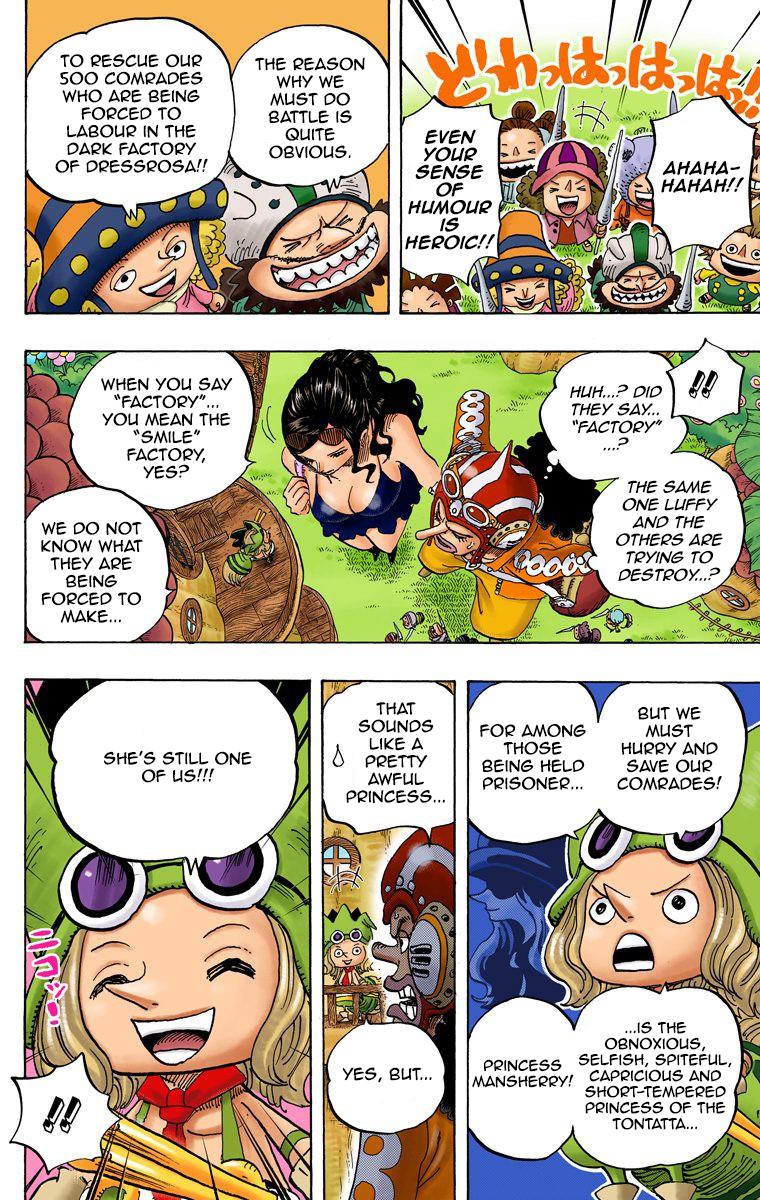 どわっはっはっはっ!!
AHAHA-
HAHAH!!
EVEN
YOUR
SENSE
OF
HUMOUR
IS
HEROIC!!
THE REASON
WHY WE
MUST DO
BATTLE IS
QUITE
OBVIOUS.
TO RESCUE OUR
500 COMRADES
WHO ARE BEING
FORCED TO
LABOUR IN THE
DARK FACTORY
OF DRESSROSA!!
!!
HUH...? DID
THEY SAY...
"FACTORY"
....?
THE SAME
ONE LUFFY
AND THE
OTHERS ARE
TRYING TO
DESTROY...?
WHEN YOU SAY
"FACTORY"...
YOU MEAN THE
"SMILE"
FACTORY,
YES?
WE DO NOT
KNOW WHAT
THEY ARE
BEING
FORCED TO
MAKE...
BUT WE
MUST
HURRY AND
SAVE OUR
COMRADES!
FOR AMONG
THOSE
BEING HELD
PRISONER...
...IS THE
OBNOXIOUS,
SELFISH, SPITEFUL,
CAPRICIOUS AND
SHORT-TEMPERED
PRINCESS OF THE
TONTATTA...
PRINCESS
MANSHERRY!
THAT
SOUNDS
LIKE A
PRETTY
AWFUL
PRINCESS...
YES, BUT...
SHE'S STILL ONE
OF US!!!
ニコッ!
!!